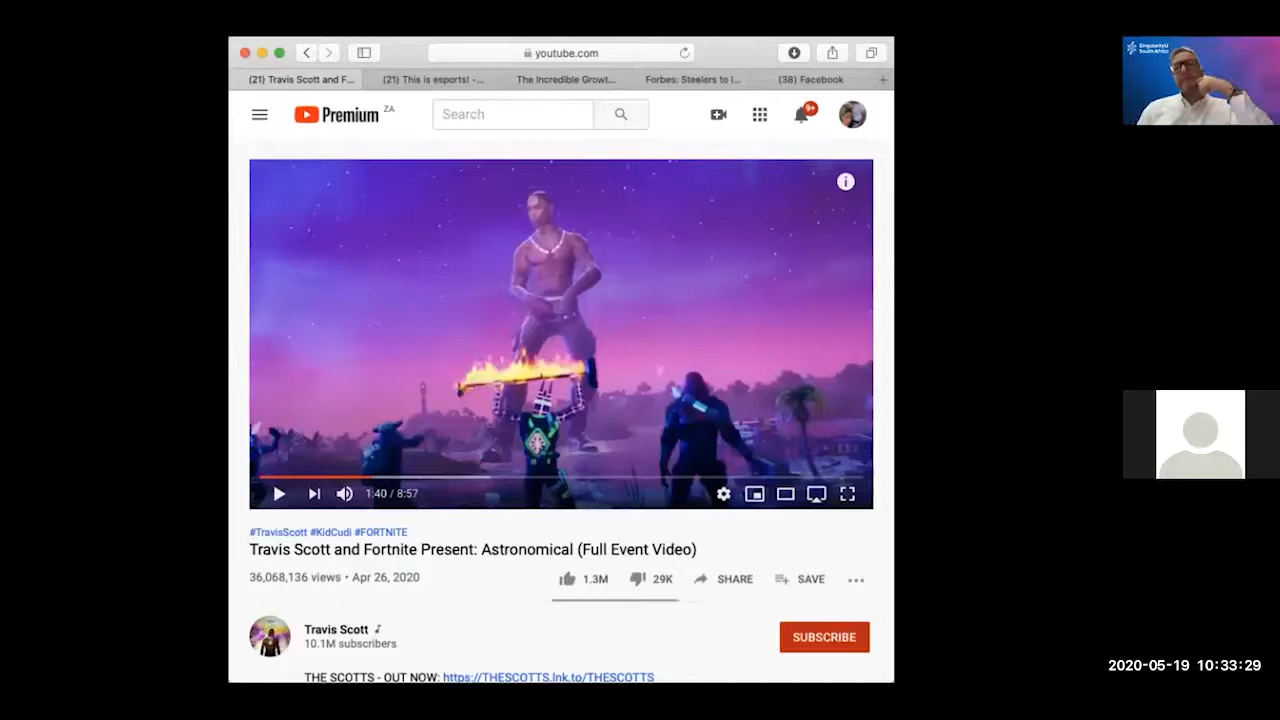 youtube.com
(21) Travis Scott and F...
(21) This is esports! -...
The Incredible Growt...
Forbes: Steelers to l...
(38) Facebook
Premium ZA
Search
9+
SingularityU
South Africa
i
1:40 / 8:57
#TravisScott #KidCudi #FORTNITE
Travis Scott and Fortnite Present: Astronomical (Full Event Video)
36,068,136 views • Apr 26, 2020
1.3M
29K
SHARE
SAVE
Travis Scott
10.1M subscribers
SUBSCRIBE
THE SCOTTS - OUT NOW: https://THESCOTTS.lnk.to/THESCOTTS
2020-05-19 10:33:29